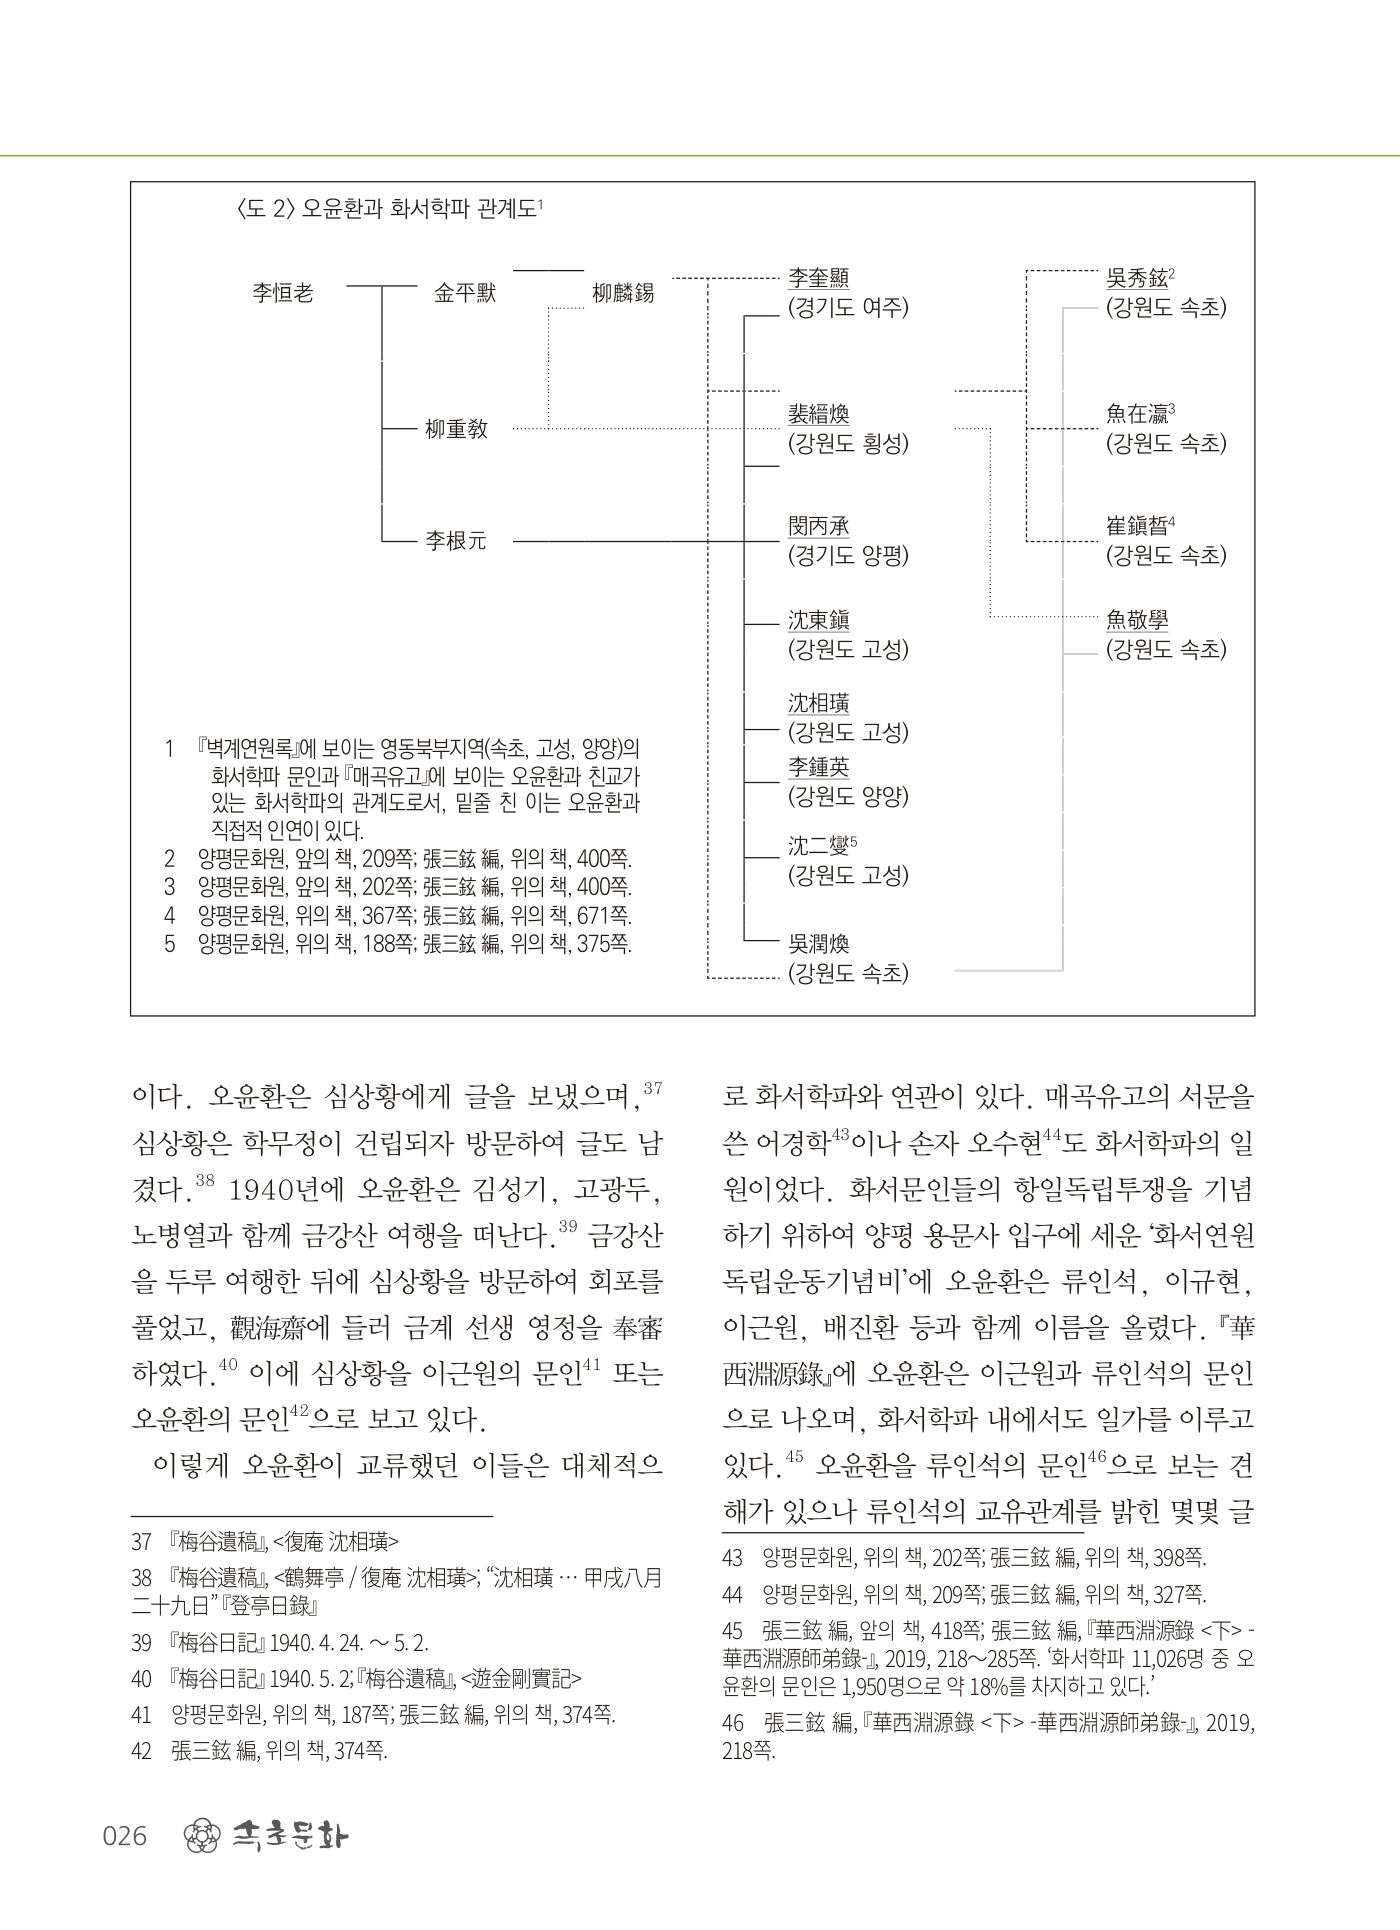 〈도 2〉 오윤환과 화서학파 관계도1
李恒老
金平默
柳麟錫
柳重敎
李根元
李奎顯
(경기도 여주)
裴縉煥
(강원도 횡성)
閔丙承
(경기도 양평)
沈東鎭
(강원도 고성)
沈相璜
(강원도 고성)
李鍾英
(강원도 양양)
沈二燮5
(강원도 고성)
吳潤煥
(강원도 속초)
吳秀鉉2
(강원도 속초)
魚在瀛3
(강원도 속초)
崔鎭晳4
(강원도 속초)
魚敬學
(강원도 속초)
1 『벽계연원록』에 보이는 영동북부지역(속초, 고성, 양양)의
화서학파 문인과 『매곡유고』에 보이는 오윤환과 친교가
있는 화서학파의 관계도로서, 밑줄 친 이는 오윤환과
직접적 인연이 있다.
2 양평문화원, 앞의 책, 209쪽; 張三鉉 編, 위의 책, 400쪽.
3 양평문화원, 앞의 책, 202쪽; 張三鉉 編, 위의 책, 400쪽.
4 양평문화원, 위의 책, 367쪽; 張三鉉 編, 위의 책, 671쪽.
5 양평문화원, 위의 책, 188쪽; 張三鉉 編, 위의 책, 375쪽.
이다. 오윤환은 심상황에게 글을 보냈으며,37
심상황은 학무정이 건립되자 방문하여 글도 남
겼다.38 1940년에 오윤환은 김성기, 고광두,
노병열과 함께 금강산 여행을 떠난다.39 금강산
을 두루 여행한 뒤에 심상황을 방문하여 회포를
풀었고, 觀海齋에 들러 금계 선생 영정을 奉審
하였다.40 이에 심상황을 이근원의 문인41 또는
오윤환의 문인42으로 보고 있다.
이렇게 오윤환이 교류했던 이들은 대체적으
37 『梅谷遺稿』, <復庵 沈相璜>
38 『梅谷遺稿』, <鶴舞亭 / 復庵 沈相璜>; “沈相璜 … 甲戌八月
二十九日” 『登亭日錄』
39 『梅谷日記』 1940. 4. 24. ～ 5. 2.
40 『梅谷日記』 1940. 5. 2; 『梅谷遺稿』, <遊金剛實記>
41 양평문화원, 위의 책, 187쪽; 張三鉉 編, 위의 책, 374쪽.
42 張三鉉 編, 위의 책, 374쪽.
로 화서학파와 연관이 있다. 매곡유고의 서문을
쓴 어경학43이나 손자 오수현44도 화서학파의 일
원이었다. 화서문인들의 항일독립투쟁을 기념
하기 위하여 양평 용문사 입구에 세운 ‘화서연원
독립운동기념비’에 오윤환은 류인석, 이규현,
이근원, 배진환 등과 함께 이름을 올렸다. 『華
西淵源錄』에 오윤환은 이근원과 류인석의 문인
으로 나오며, 화서학파 내에서도 일가를 이루고
있다.45 오윤환을 류인석의 문인46으로 보는 견
해가 있으나 류인석의 교유관계를 밝힌 몇몇 글
43 양평문화원, 위의 책, 202쪽; 張三鉉 編, 위의 책, 398쪽.
44 양평문화원, 위의 책, 209쪽; 張三鉉 編, 위의 책, 327쪽.
45 張三鉉 編, 앞의 책, 418쪽; 張三鉉 編, 『華西淵源錄 <下> -
華西淵源師弟錄-』, 2019, 218～285쪽. ‘화서학파 11,026명 중 오
윤환의 문인은 1,950명으로 약 18%를 차지하고 있다.’
46 張三鉉 編, 『華西淵源錄 <下> -華西淵源師弟錄-』, 2019,
218쪽.
026 속초문화